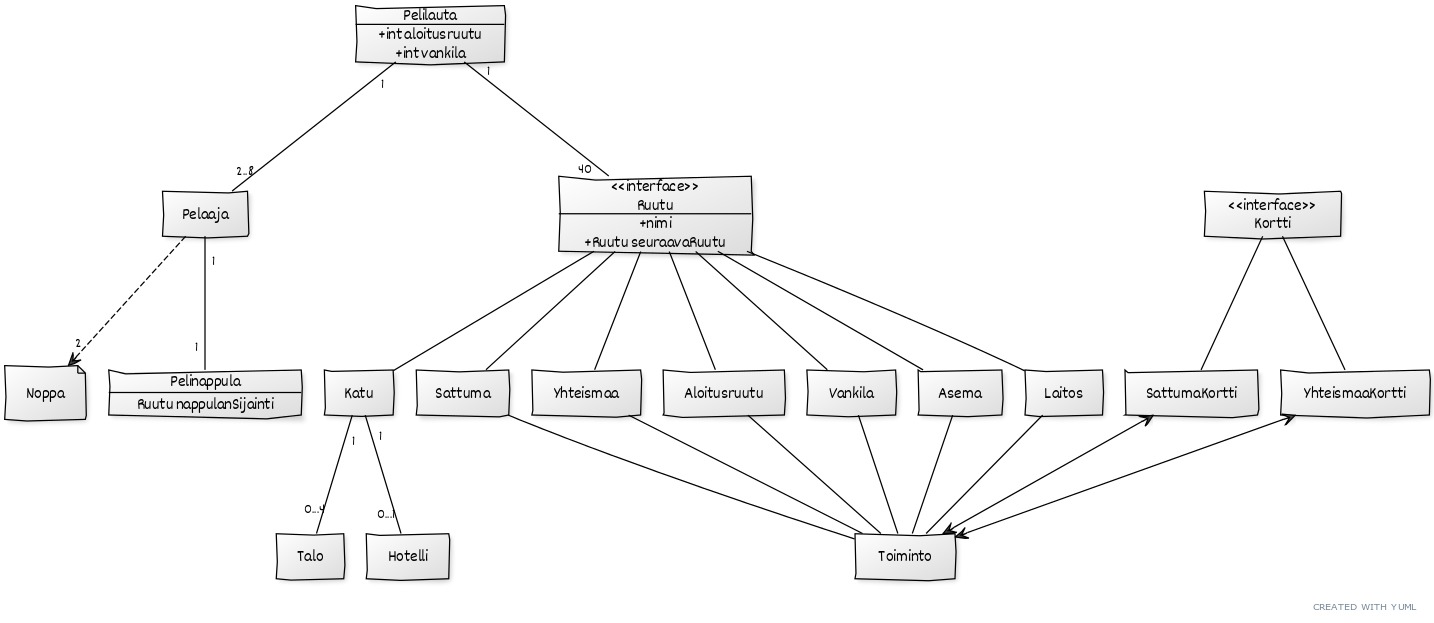 Pelilauta
+int aloitusruutu
+int vankila
1
1
2...8
40
Pelaaja
<<interface>>
Ruutu
+nimi
+Ruutu seuraavaRuutu
<<interface>>
Kortti
1
2
1
Noppa
Pelinappula
Ruutu nappulanSijainti
Katu
Sattuma
Yhteismaa
Aloitusruutu
Vankila
Asema
Laitos
SattumaKortti
YhteismaaKortti
1
1
0...4
0...1
Talo
Hotelli
Toiminto
CREATED WITH YUML